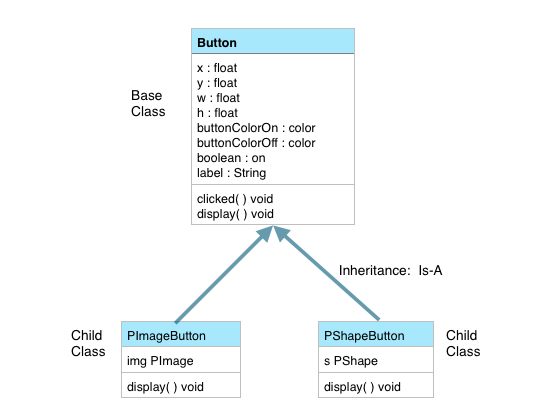 Button
Base
Class
x : float
y : float
w : float
h : float
buttonColorOn : color
buttonColorOff : color
boolean : on
label : String
clicked( ) void
display( ) void
Inheritance:  Is-A
Child
Class
PImageButton
img PImage
display( ) void
PShapeButton
s PShape
display( ) void
Child
Class